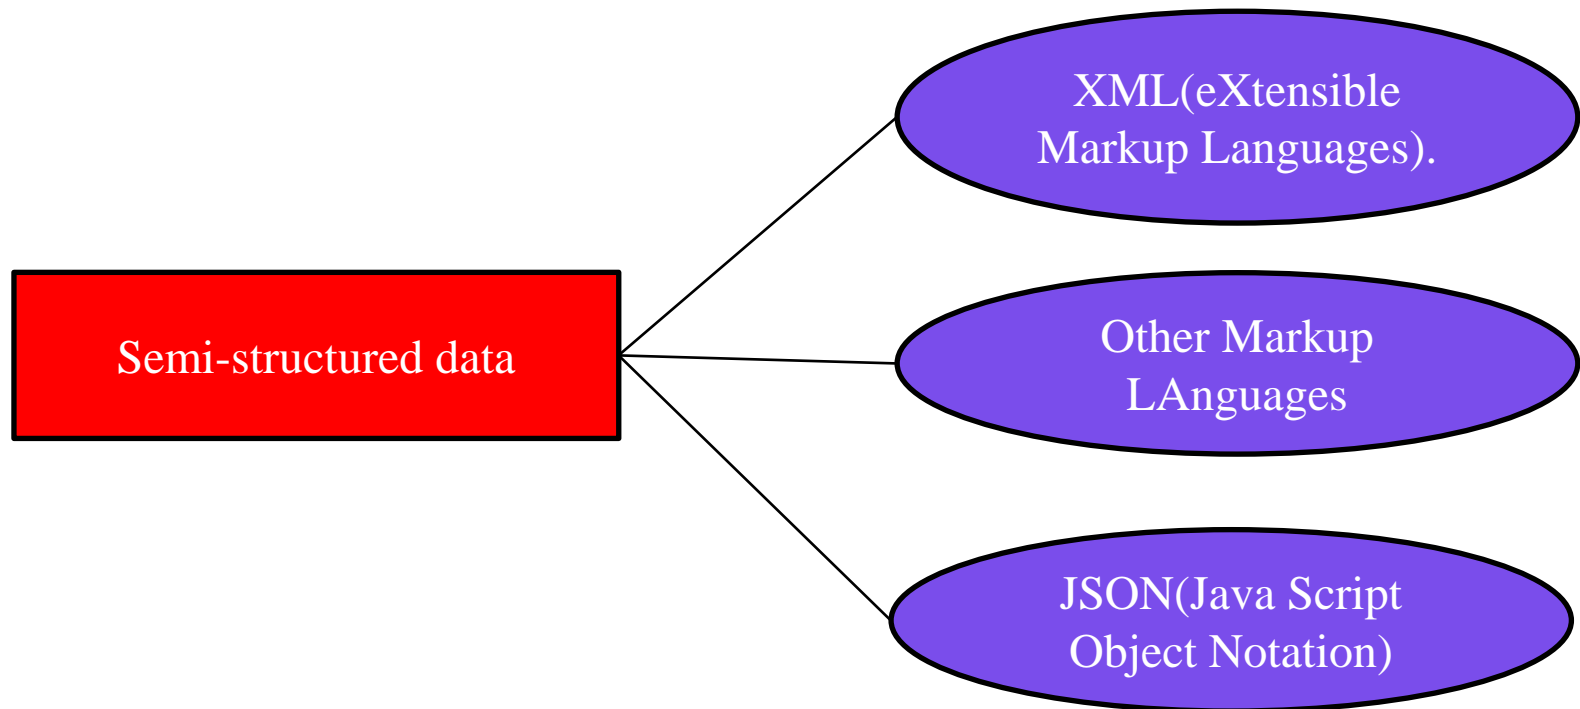 XML(eXtensible
Markup Languages).
Semi-structured data
Other Markup
LAnguages
JSON(Java Script
Object Notation)